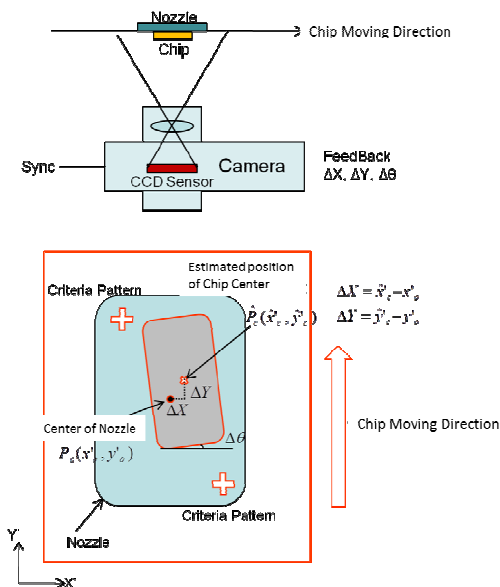 Nozzle
Chip Moving Direction
Chip
Sync
Camera
CCD Sensor
FeedBack
ΔX, ΔY, Δθ
Estimated position
of Chip Center
Criteria Pattern
ΔX = x̂'c − x'o
P̂c(x̂'c, ŷ'c)
ΔY = ŷ'c − y'o
ΔY
ΔX
Center of Nozzle
Chip Moving Direction
Δθ
Criteria Pattern
Nozzle
Y
X